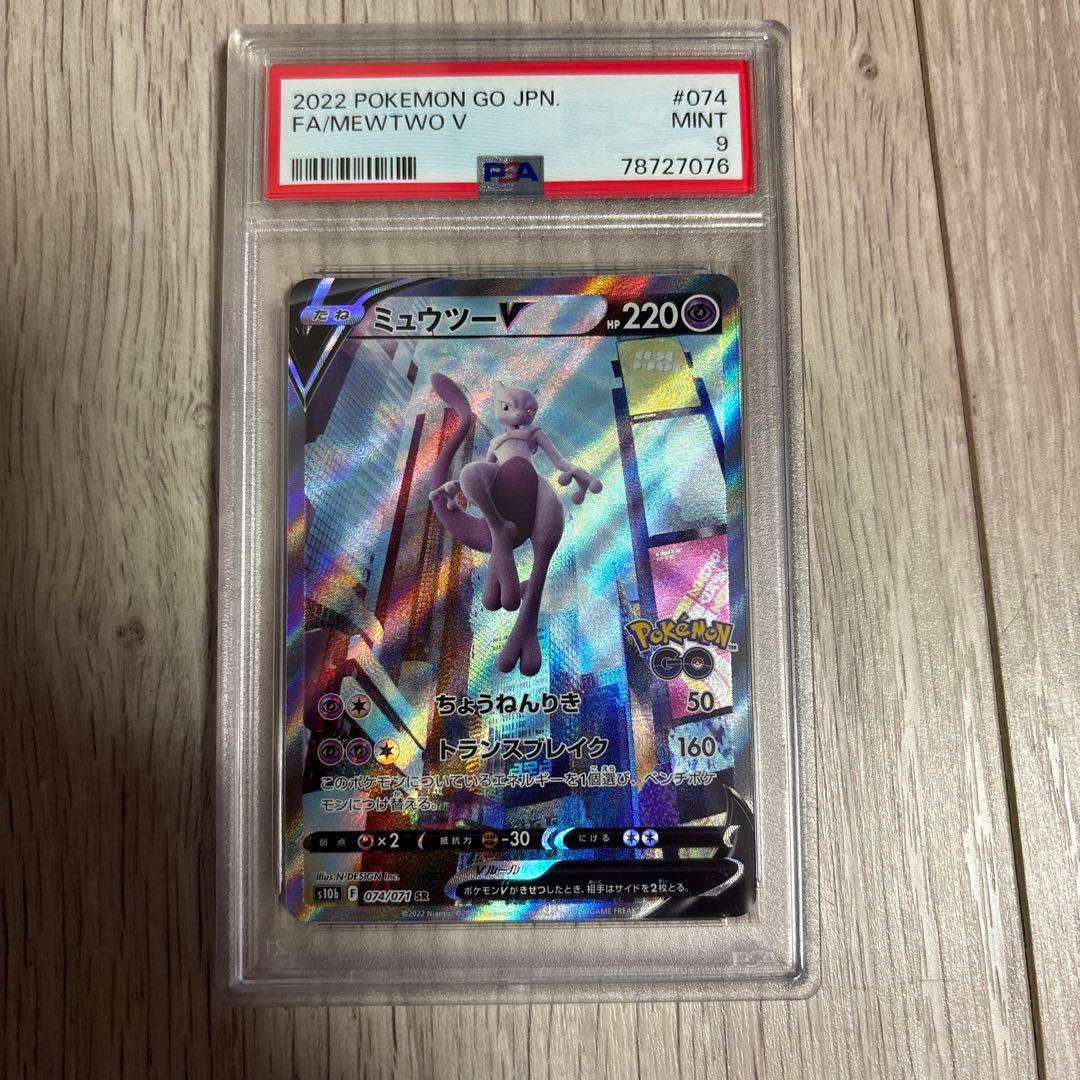 2022 POKEMON GO JPN. #074
FA/MEWTWO V MINT
9
PSA 78727076
たね ミュウツーV HP 220
Pokémon™
GO
ちょうねんりき 50
トランスブレイク 160
このポケモンについているエネルギーを1個選び、ベンチポケ
モンにつけ替える。
弱点 ×2 抵抗力 -30 にげる
Vルール
ポケモンVがきぜつしたとき、相手はサイドを2枚とる。
Illus.N-DESIGN Inc.
s10b F 074/071 SR
©2022 Niantic, Pokémon GAME FREAK